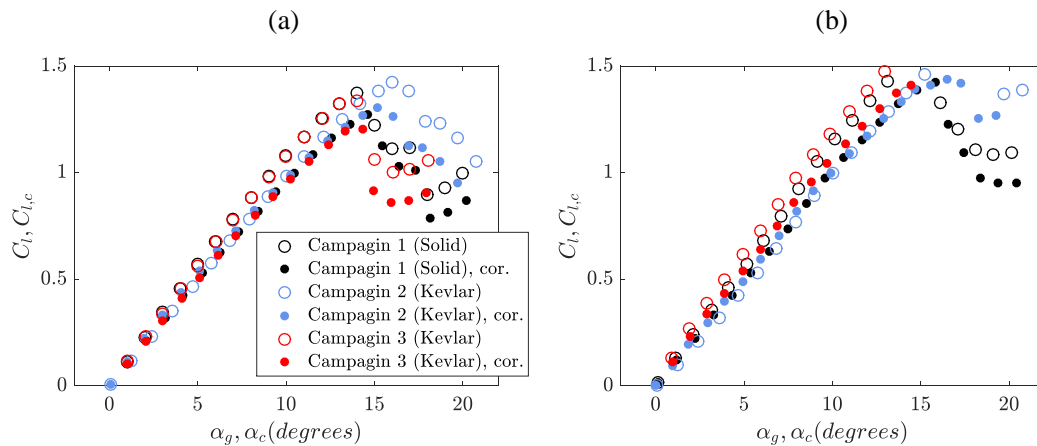 (a)
(b)
1.5
1
0.5
0
C_l, C_{l,c}
0 5 10 15 20
α_g, α_c(degrees)
Campagin 1 (Solid)
Campagin 1 (Solid), cor.
Campagin 2 (Kevlar)
Campagin 2 (Kevlar), cor.
Campagin 3 (Kevlar)
Campagin 3 (Kevlar), cor.
1.5
1
0.5
0
C_l, C_{l,c}
0 5 10 15 20
α_g, α_c(degrees)